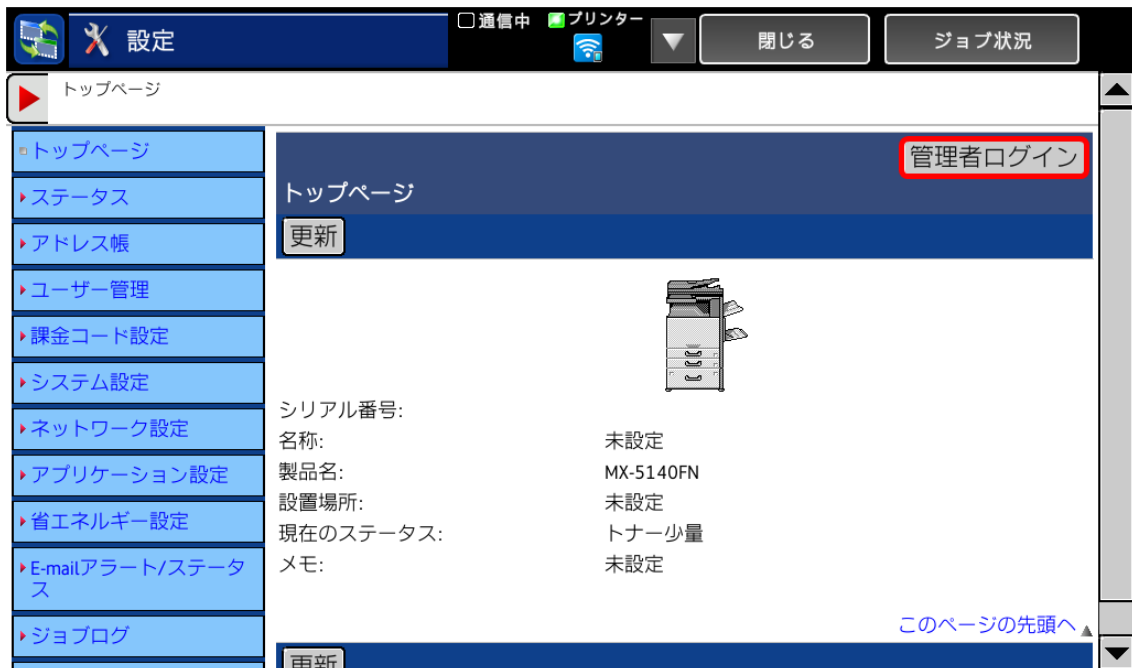 設定
通信中
プリンター
閉じる
ジョブ状況
トップページ
トップページ
ステータス
アドレス帳
ユーザー管理
課金コード設定
システム設定
ネットワーク設定
アプリケーション設定
省エネルギー設定
E-mailアラート/ステータ
ス
ジョブログ
管理者ログイン
トップページ
更新
シリアル番号:
名称: 未設定
製品名: MX-5140FN
設置場所: 未設定
現在のステータス: トナー少量
メモ: 未設定
このページの先頭へ
更新